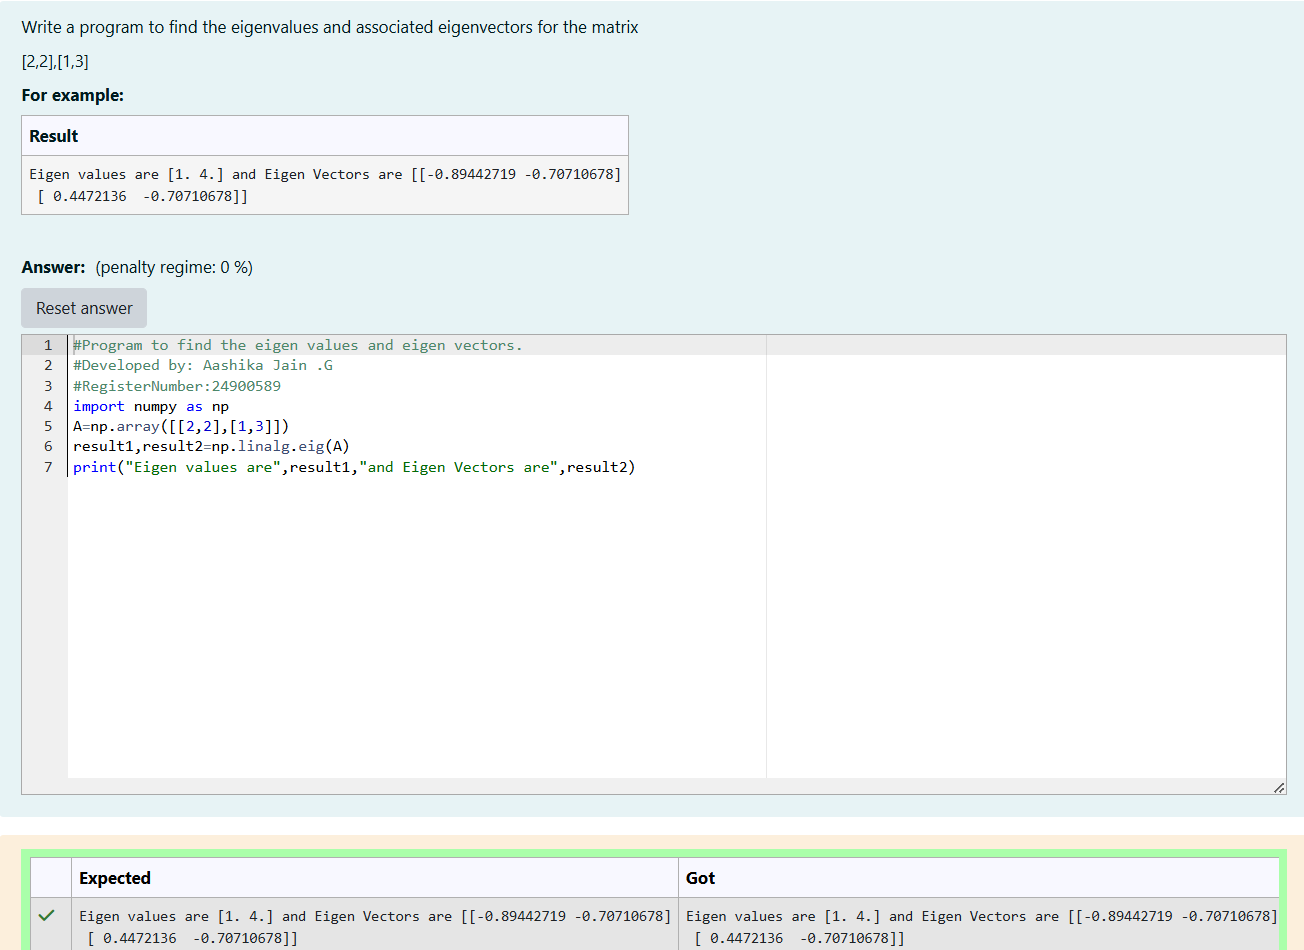 Write a program to find the eigenvalues and associated eigenvectors for the matrix
[2,2],[1,3]
For example:
Result
Eigen values are [1. 4.] and Eigen Vectors are [[-0.89442719 -0.70710678]
 [ 0.4472136  -0.70710678]]
Answer: (penalty regime: 0 %)
Reset answer
1 #Program to find the eigen values and eigen vectors.
2 #Developed by: Aashika Jain .G
3 #RegisterNumber:24900589
4 import numpy as np
5 A=np.array([[2,2],[1,3]])
6 result1,result2=np.linalg.eig(A)
7 print("Eigen values are",result1,"and Eigen Vectors are",result2)
Expected Got
Eigen values are [1. 4.] and Eigen Vectors are [[-0.89442719 -0.70710678] Eigen values are [1. 4.] and Eigen Vectors are [[-0.89442719 -0.70710678]
 [ 0.4472136  -0.70710678]]  [ 0.4472136  -0.70710678]]